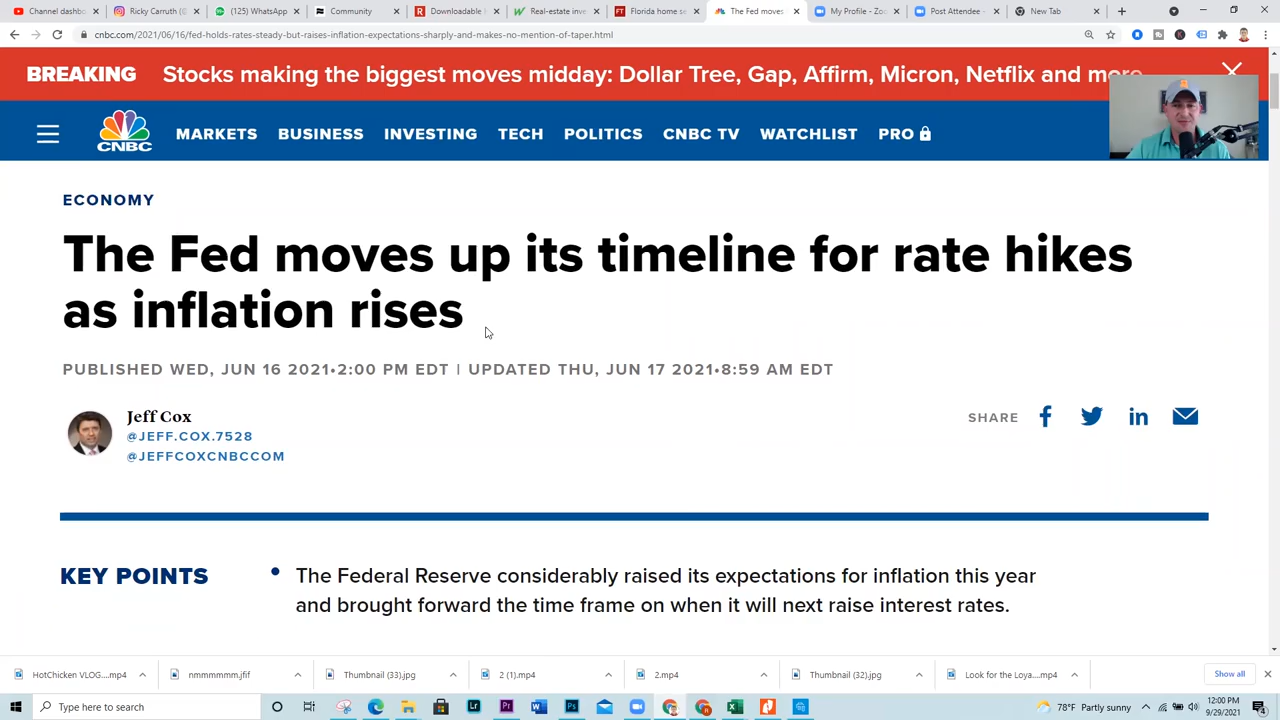 Channel dashbo
Ricky Carruth (@
(125) WhatsApp
Community
Downloadable
Real-estate inve
Florida home se
The Fed moves
My Profile - Zoo
Post Attendee -
New Tab
cnbc.com/2021/06/16/fed-holds-rates-steady-but-raises-inflation-expectations-sharply-and-makes-no-mention-of-taper.html
BREAKING Stocks making the biggest moves midday: Dollar Tree, Gap, Affirm, Micron, Netflix and more
CNBC
MARKETS BUSINESS INVESTING TECH POLITICS CNBC TV WATCHLIST PRO
ECONOMY
The Fed moves up its timeline for rate hikes
as inflation rises
PUBLISHED WED, JUN 16 2021•2:00 PM EDT | UPDATED THU, JUN 17 2021•8:59 AM EDT
Jeff Cox
@JEFF.COX.7528
@JEFFCOXCNBCCOM
SHARE
KEY POINTS
• The Federal Reserve considerably raised its expectations for inflation this year
and brought forward the time frame on when it will next raise interest rates.
HotChicken VLOG....mp4
nmmmmmm.jfif
Thumbnail (33).jpg
2 (1).mp4
2.mp4
Thumbnail (32).jpg
Look for the Loya....mp4
Show all
Type here to search
78°F Partly sunny
12:00 PM
9/29/2021